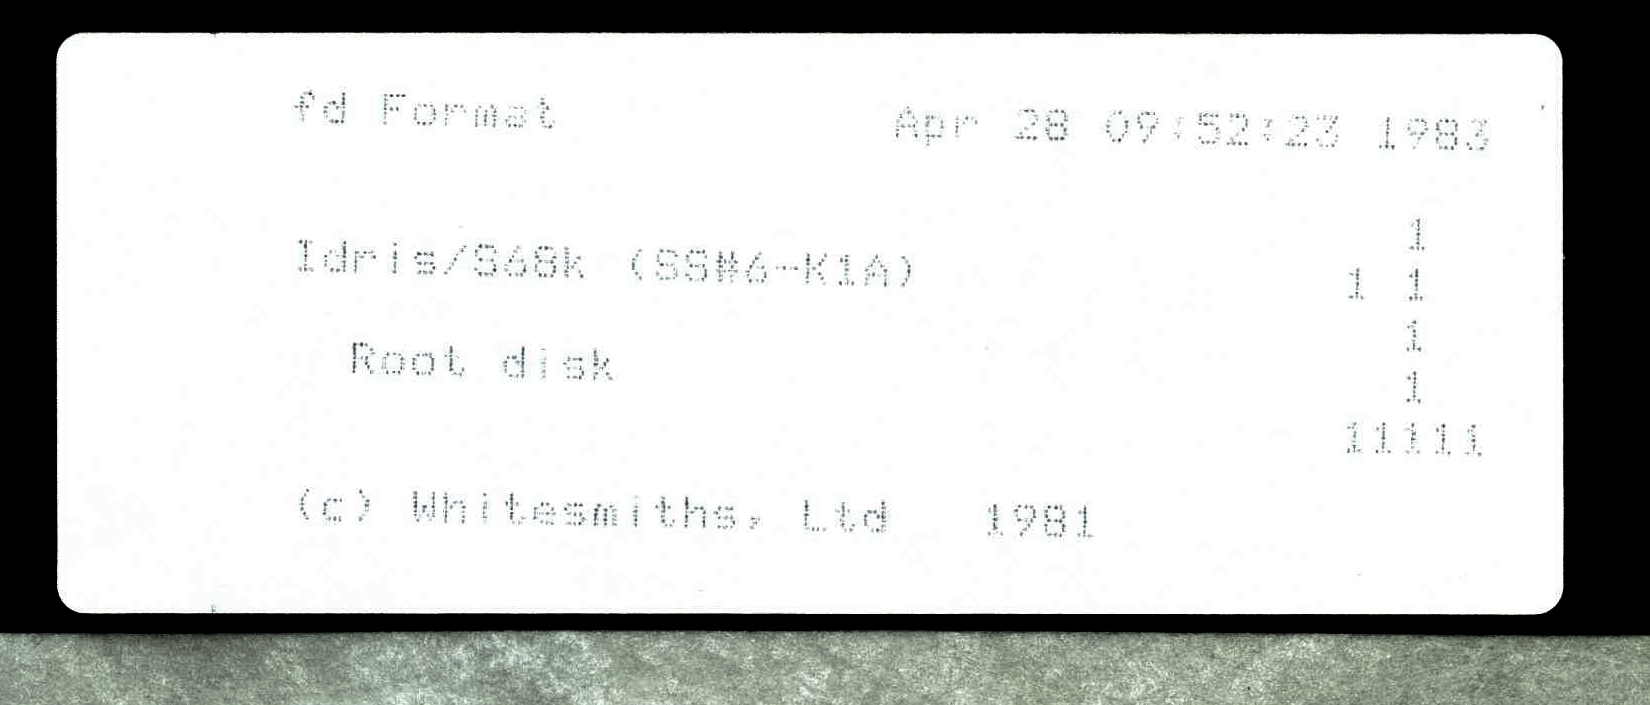 fd Format Apr 28 09:52:23 1983
1
Idris/S68k (SS#6-K1A) 1 1
1
Root disk 1
11111
(c) Whitesmiths, Ltd 1981